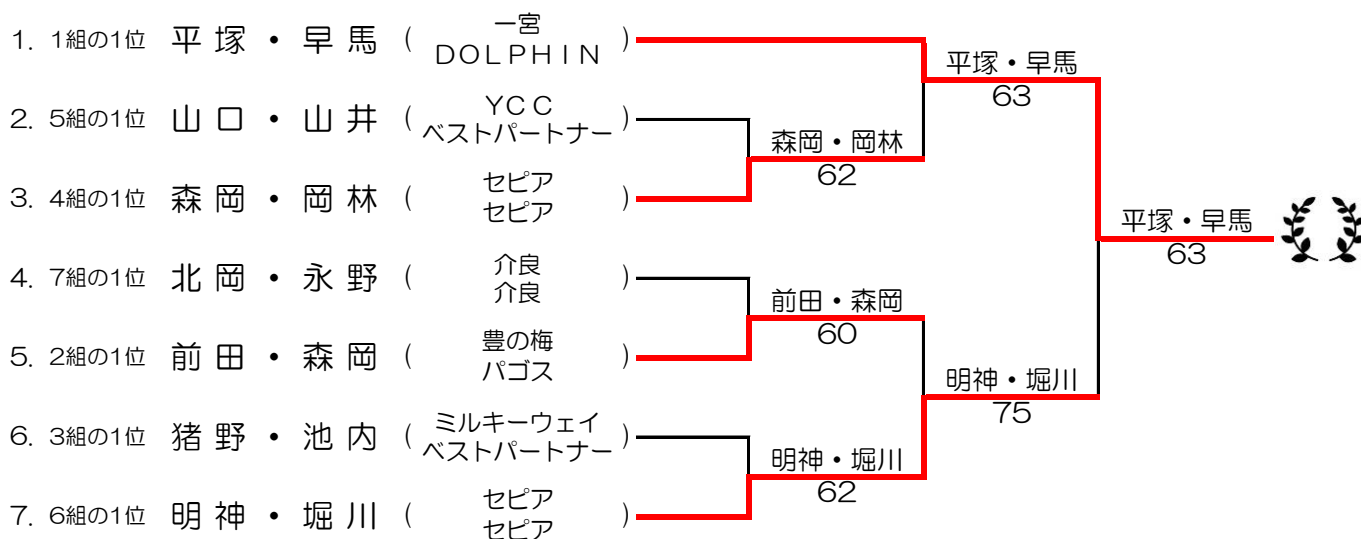 1. 1組の1位 平塚・早馬 ( 一宮 DOLPHIN )
2. 5組の1位 山口・山井 ( YCC ベストパートナー )
3. 4組の1位 森岡・岡林 ( セピア セピア )
4. 7組の1位 北岡・永野 ( 介良 介良 )
5. 2組の1位 前田・森岡 ( 豊の梅 パゴス )
6. 3組の1位 猪野・池内 ( ミルキーウェイ ベストパートナー )
7. 6組の1位 明神・堀川 ( セピア セピア )
森岡・岡林
62
前田・森岡
60
明神・堀川
62
平塚・早馬
63
明神・堀川
75
平塚・早馬
63